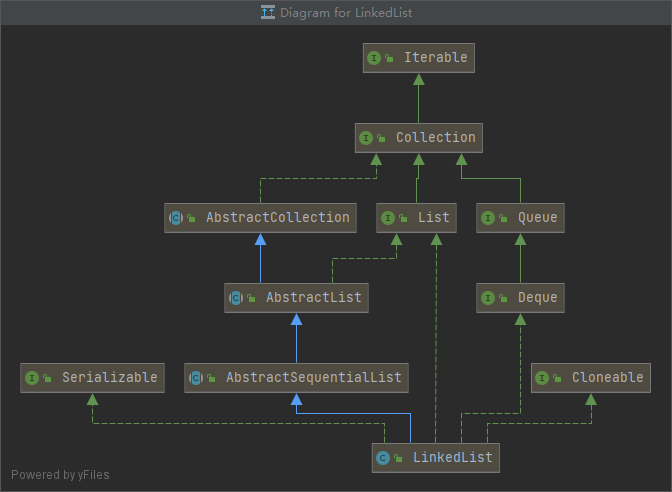 Diagram for LinkedList
I Iterable
I Collection
C AbstractCollection
I List
I Queue
C AbstractList
I Deque
I Serializable
C AbstractSequentialList
I Cloneable
C LinkedList
Powered by yFiles